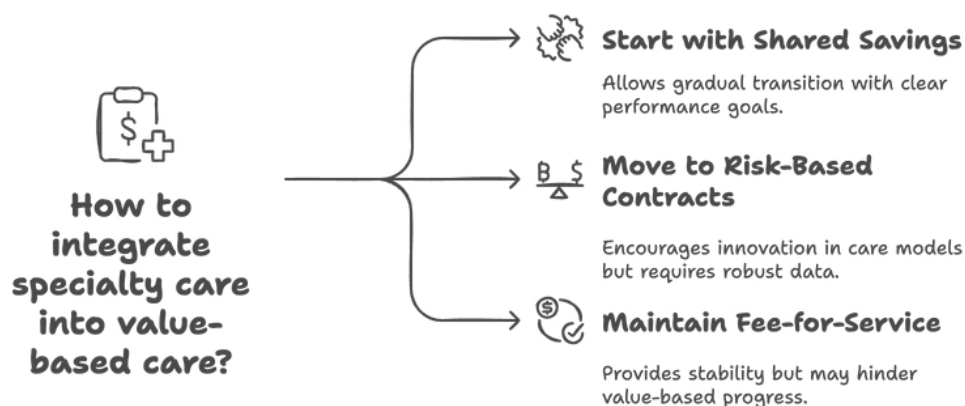 How to
integrate
specialty care
into value-
based care?
Start with Shared Savings
Allows gradual transition with clear
performance goals.
Move to Risk-Based
Contracts
Encourages innovation in care models
but requires robust data.
Maintain Fee-for-Service
Provides stability but may hinder
value-based progress.